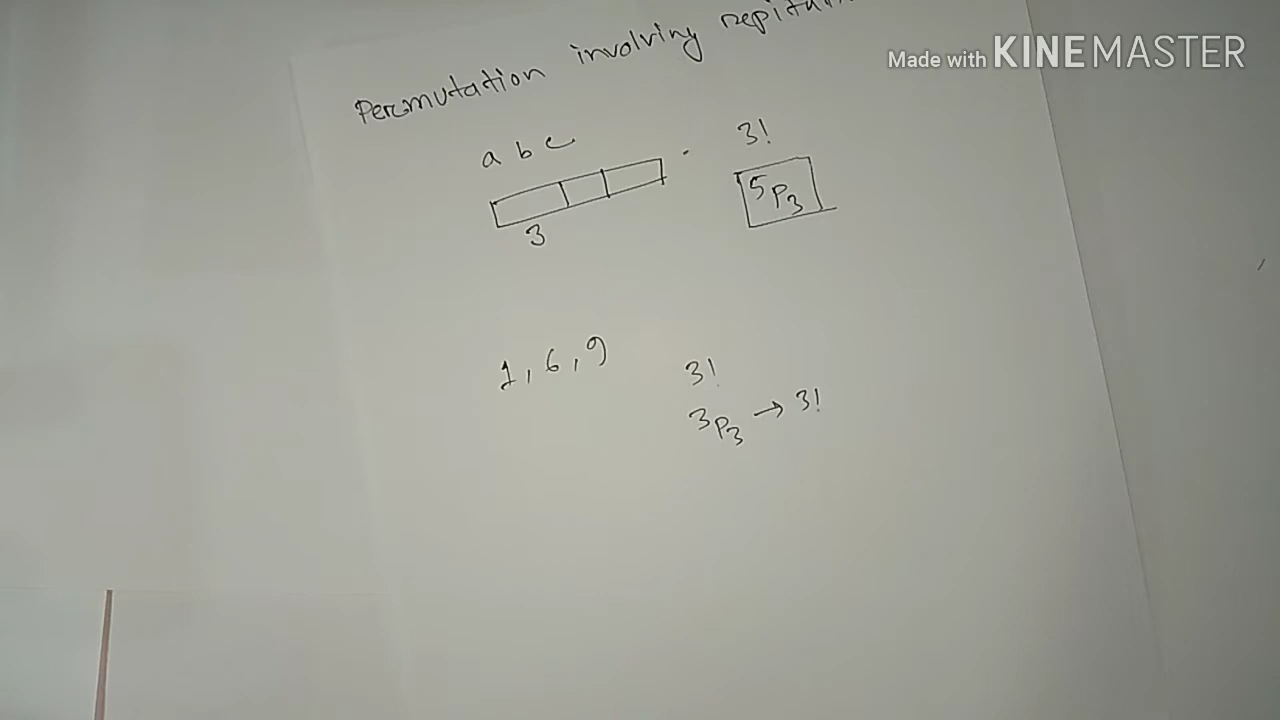 Permutation involving
Made with KINEMASTER
a b c
3!
3
5P3
1, 6, 9
3!
3P3 → 3!